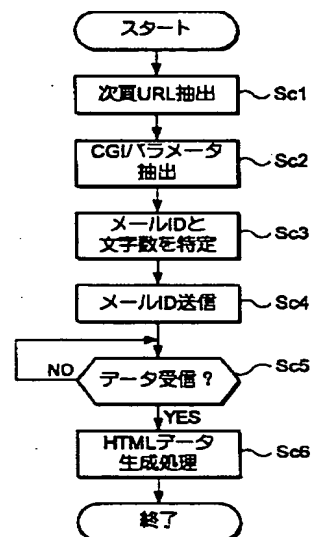 スタート
次頁URL抽出
Sc1
CGIパラメータ
抽出
Sc2
メールIDと
文字数を特定
Sc3
メールID送信
Sc4
データ受信?
Sc5
NO
YES
HTMLデータ
生成処理
Sc6
終了